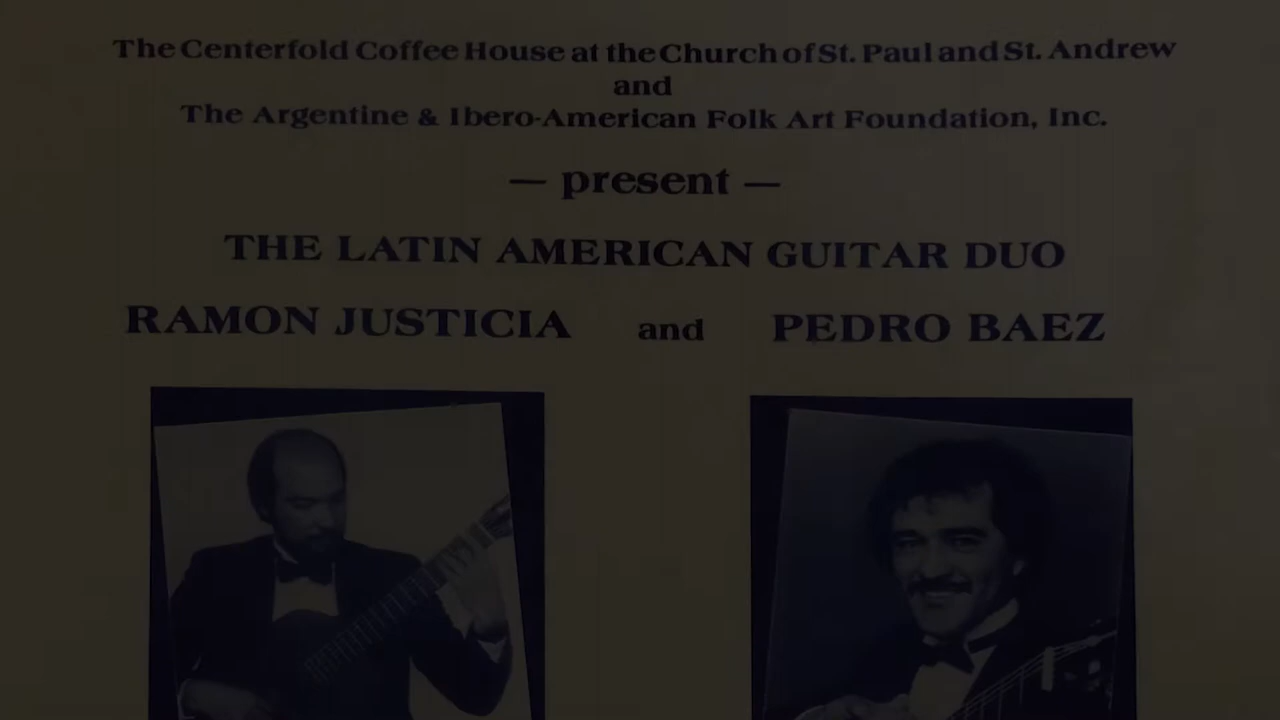 The Centerfold Coffee House at the Church of St. Paul and St. Andrew
and
The Argentine & Ibero-American Folk Art Foundation, Inc.
— present —
THE LATIN AMERICAN GUITAR DUO
RAMON JUSTICIA and PEDRO BAEZ